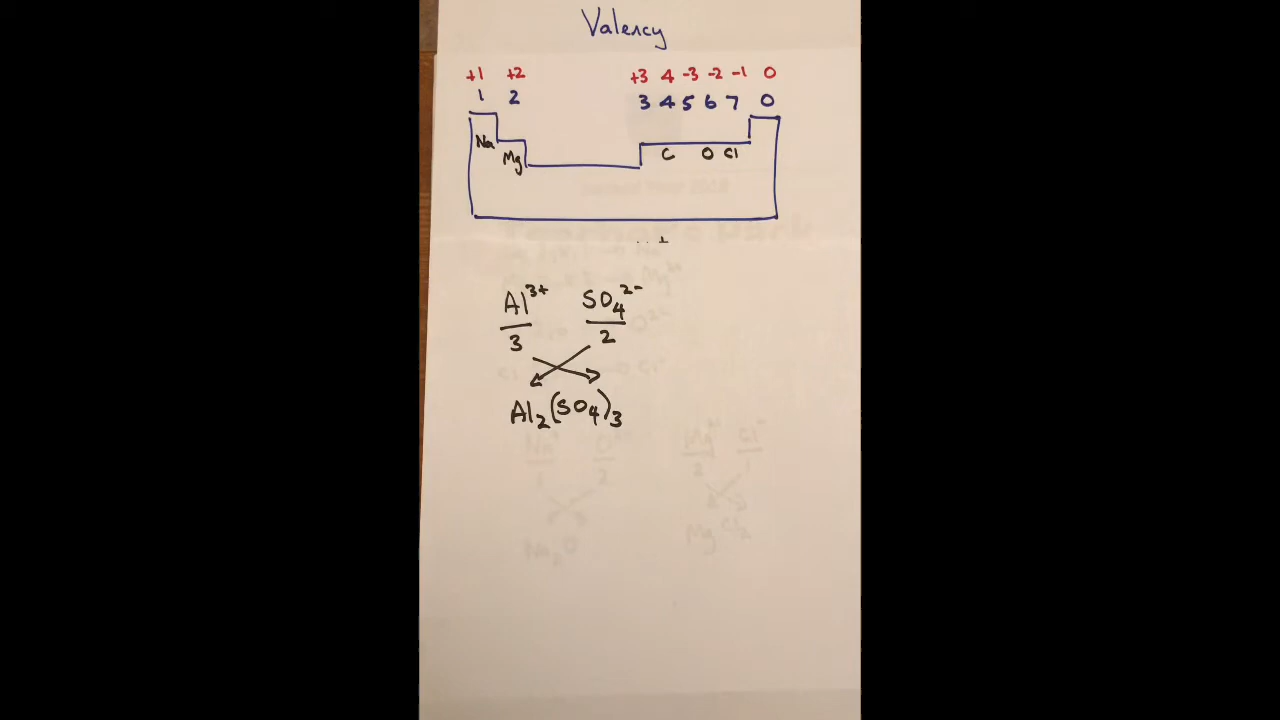 Valency
+1 +2 +3 4 -3 -2 -1 0
1 2 3 4 5 6 7 0
Na Mg C O Cl
Al³⁺ SO₄²⁻
3 2
Al₂(SO₄)₃